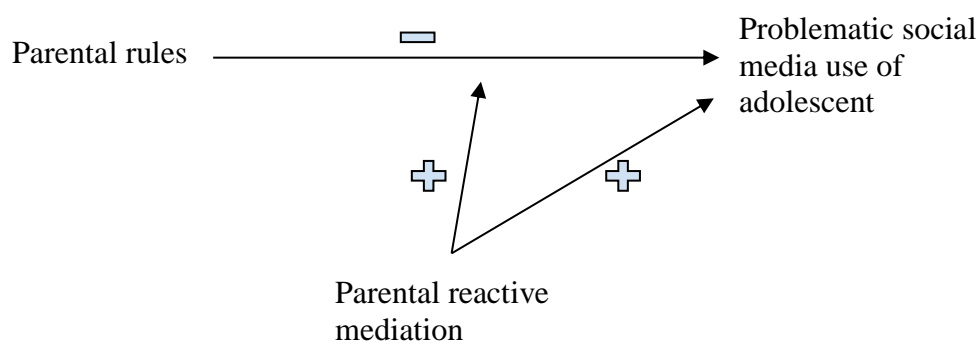 Parental rules
Problematic social
media use of
adolescent
Parental reactive
mediation